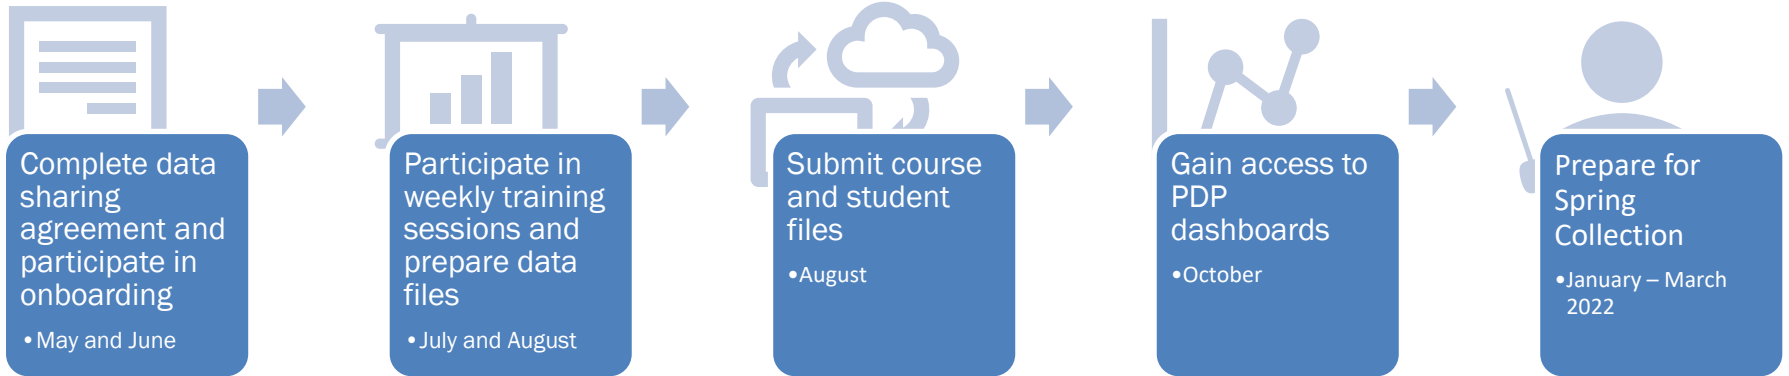 Complete data
sharing
agreement and
participate in
onboarding
•May and June
Participate in
weekly training
sessions and
prepare data
files
•July and August
Submit course
and student
files
•August
Gain access to
PDP
dashboards
•October
Prepare for
Spring
Collection
•January – March
2022